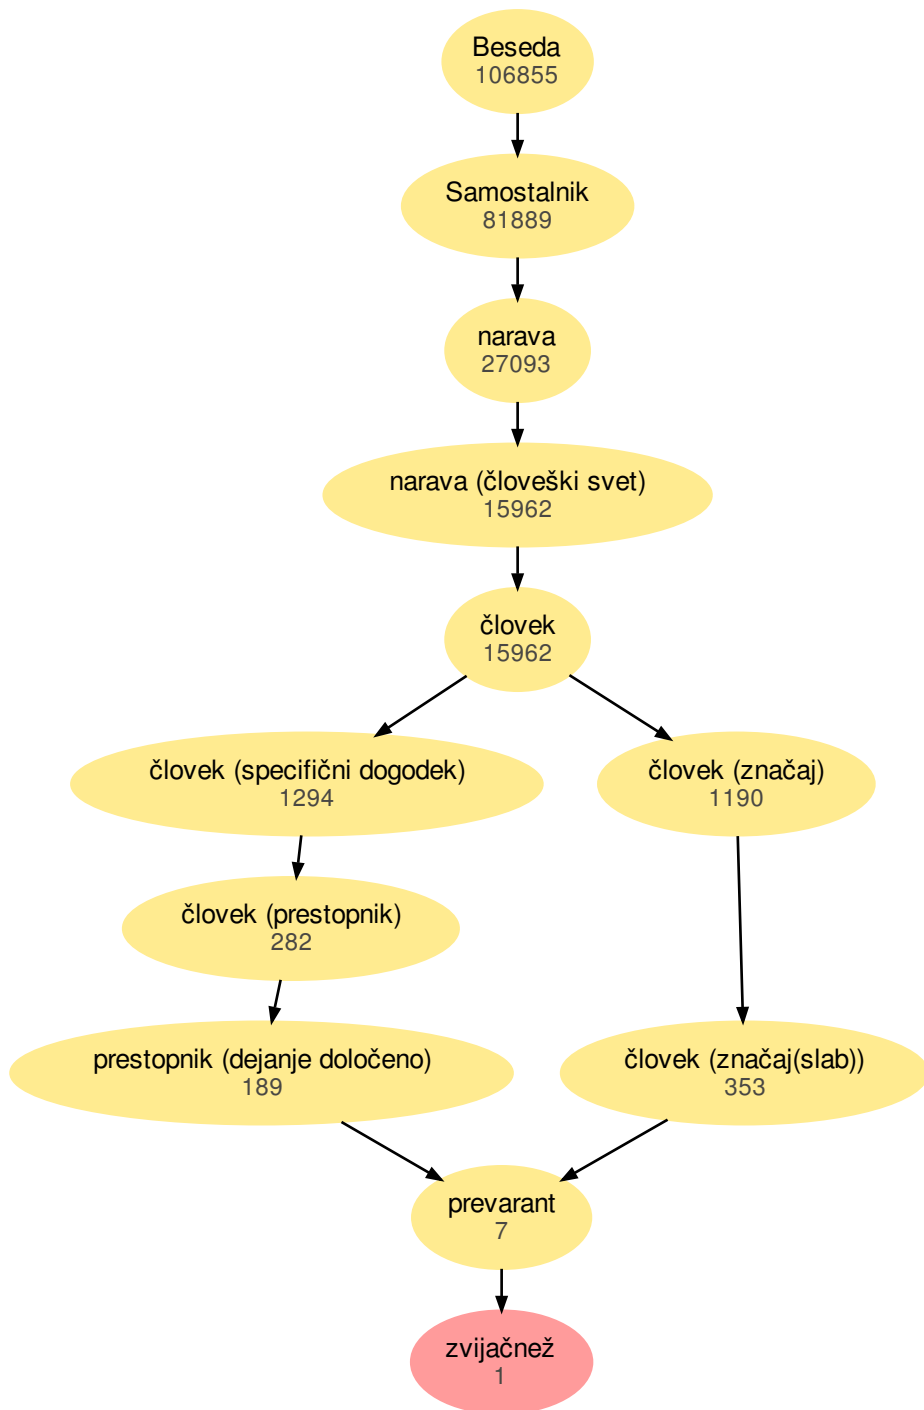 Beseda
106855
Samostalnik
81889
narava
27093
narava (človeški svet)
15962
človek
15962
človek (specifični dogodek)
1294
človek (značaj)
1190
človek (prestopnik)
282
prestopnik (dejanje določeno)
189
človek (značaj(slab))
353
prevarant
7
zvijačnež
1